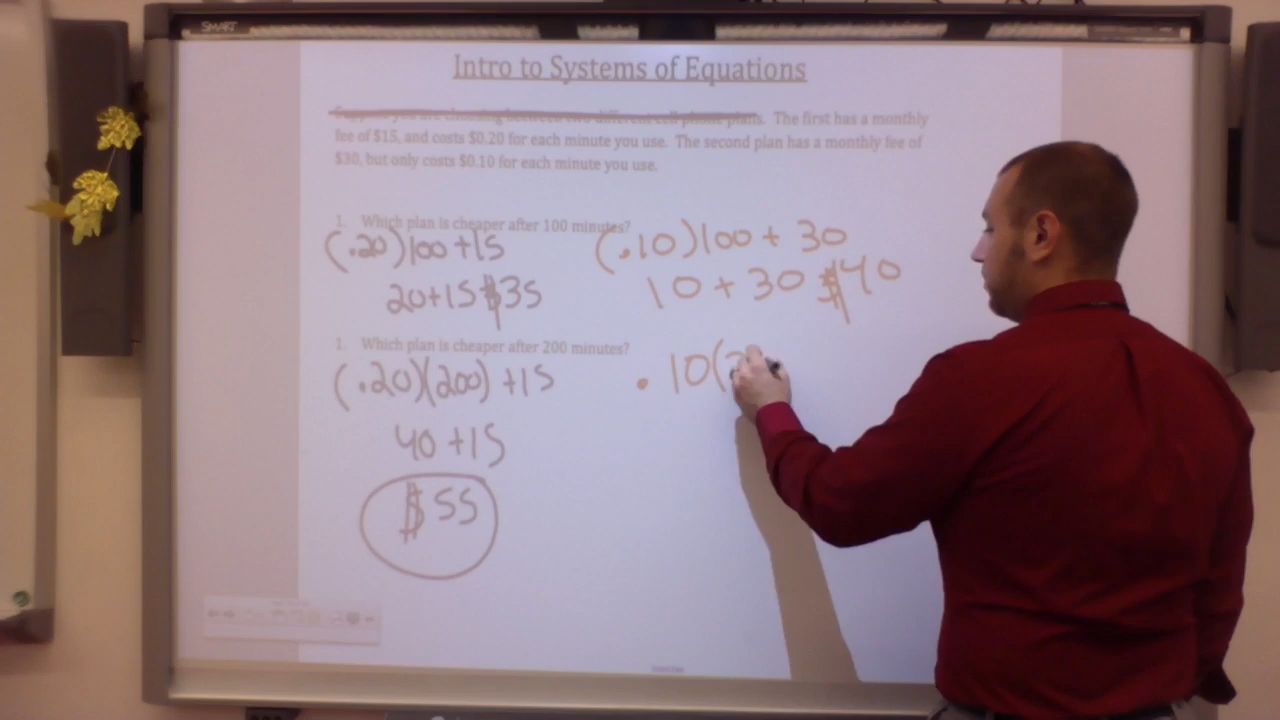 SMART
Intro to Systems of Equations
Suppose you are choosing between two different cell phone plans. The first has a monthly
fee of $15, and costs $0.20 for each minute you use. The second plan has a monthly fee of
$30, but only costs $0.10 for each minute you use.
1. Which plan is cheaper after 100 minutes?
(.20)100+15
(.10)100+ 30
20+15 $35
10+30 $40
1. Which plan is cheaper after 200 minutes?
(.20)(200) +15
.10(2
40 +15
$55